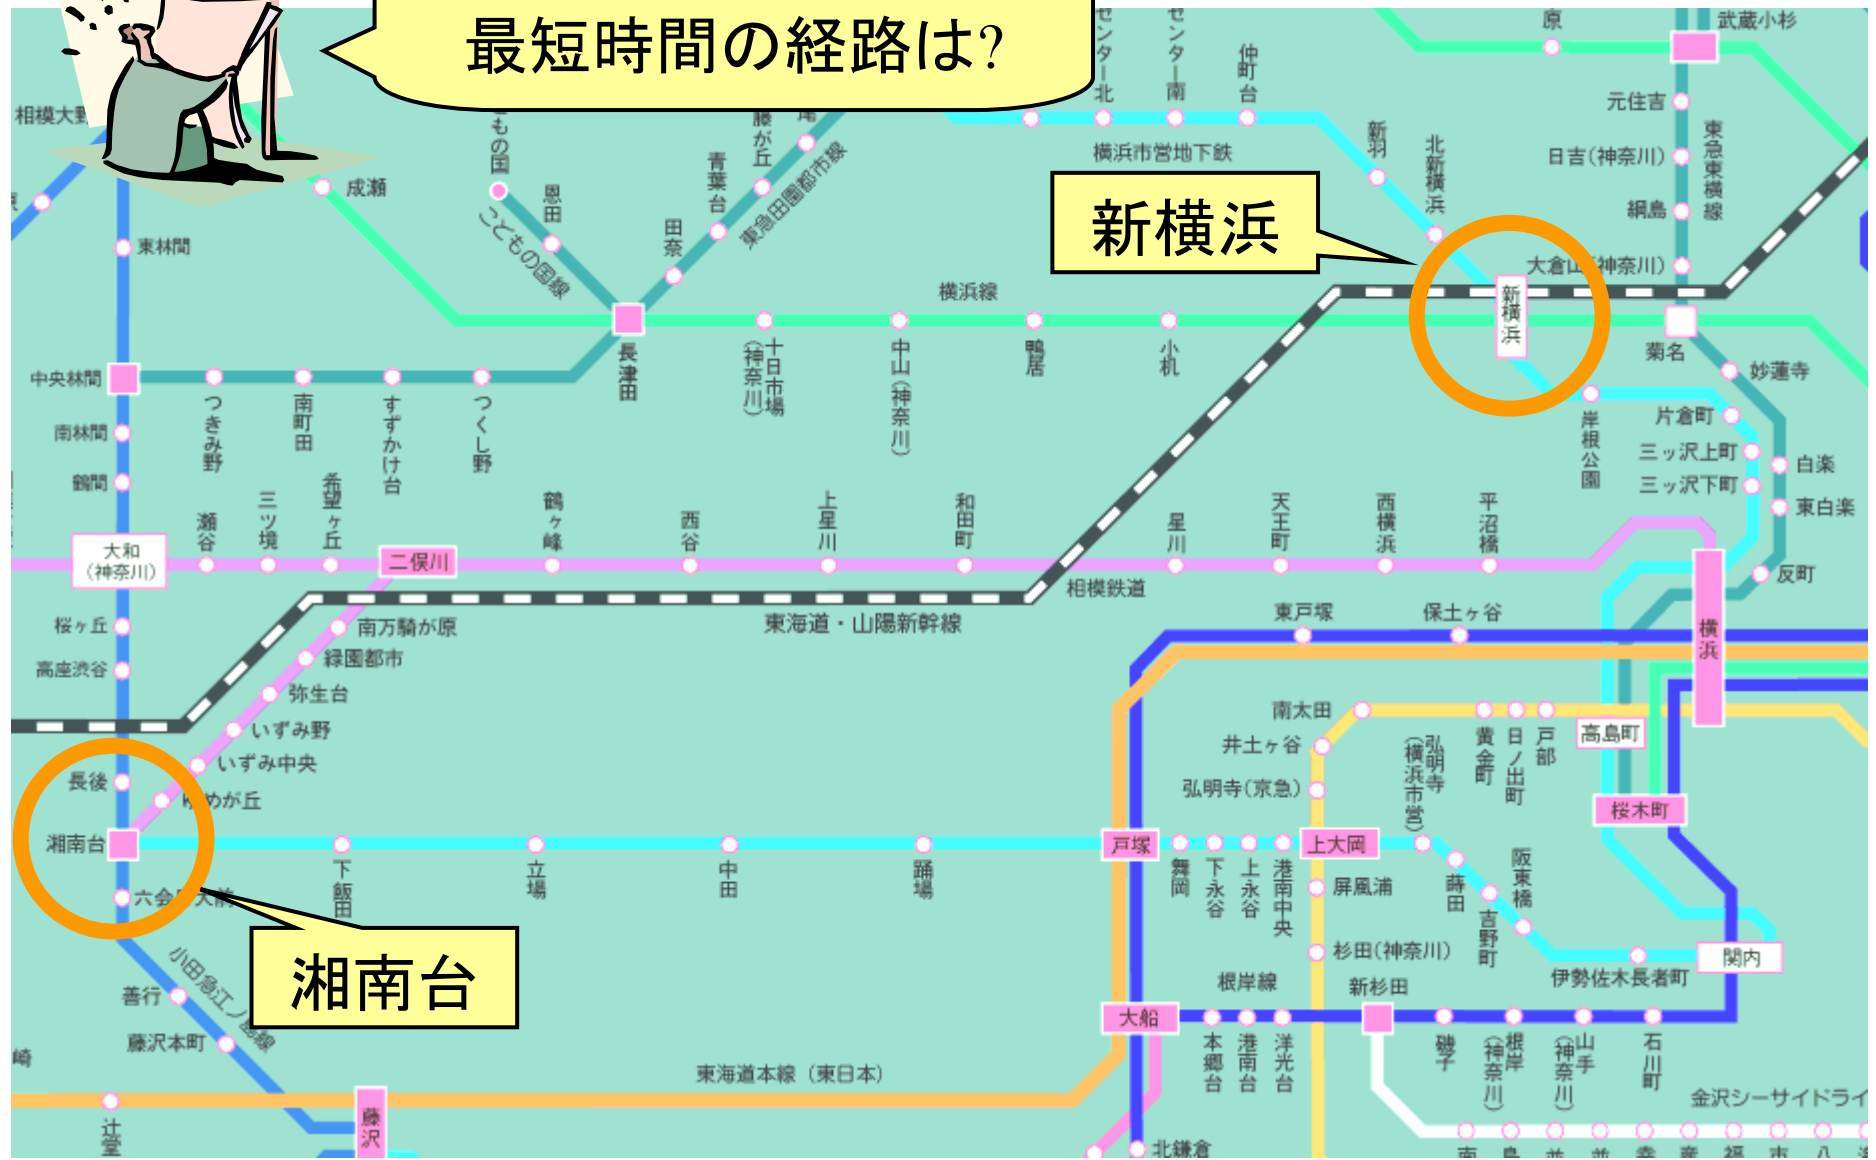 最短時間の経路は?
新横浜
湘南台
相模大野
成瀬
東林間
中央林間
南林間
鶴間
大和
(神奈川)
桜ヶ丘
高座渋谷
長後
湘南台
善行
藤沢本町
小田急江ノ島線
藤沢
辻堂
こどもの国線
恩田
長津田
田奈
青葉台
藤が丘
東急田園都市線
つきみ野
南町田
すずかけ台
つくし野
横浜線
十日市場
(神奈川)
中山(神奈川)
鴨居
小机
センター北
センター南
仲町台
横浜市営地下鉄
新羽
北新横浜
新横浜
武蔵小杉
元住吉
日吉(神奈川)
綱島
大倉山(神奈川)
東急東横線
菊名
妙蓮寺
白楽
東白楽
反町
岸根公園
片倉町
三ッ沢上町
三ッ沢下町
瀬谷
三ツ境
希望ヶ丘
二俣川
鶴ヶ峰
西谷
上星川
和田町
星川
天王町
西横浜
平沼橋
相模鉄道
東海道・山陽新幹線
南万騎が原
緑園都市
弥生台
いずみ野
いずみ中央
ゆめが丘
東戸塚
保土ヶ谷
横浜
高島町
桜木町
関内
南太田
井土ヶ谷
弘明寺(京急)
黄金町
日ノ出町
戸部
弘明寺
(横浜市営)
下飯田
立場
中田
踊場
戸塚
舞岡
下永谷
上永谷
港南中央
上大岡
蒔田
吉野町
阪東橋
伊勢佐木長者町
屏風浦
杉田(神奈川)
根岸線
新杉田
大船
本郷台
港南台
洋光台
磯子
根岸
(神奈川)
山手
(神奈川)
石川町
東海道本線(東日本)
北鎌倉
金沢シーサイドライ